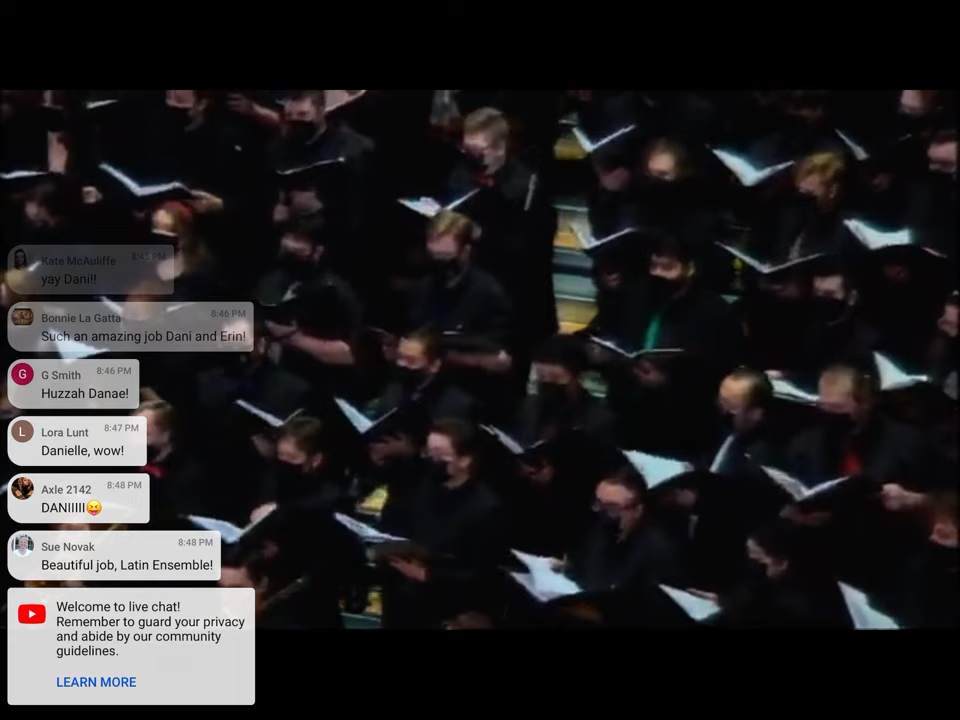 Kate McAuliffe 8:45 PM
yay Dani!!
Bonnie La Gatta 8:46 PM
Such an amazing job Dani and Erin!
G
G Smith 8:46 PM
Huzzah Danae!
L
Lora Lunt 8:47 PM
Danielle, wow!
Axle 2142 8:48 PM
DANIIIII😝
Sue Novak 8:48 PM
Beautiful job, Latin Ensemble!
Welcome to live chat!
Remember to guard your privacy
and abide by our community
guidelines.
LEARN MORE